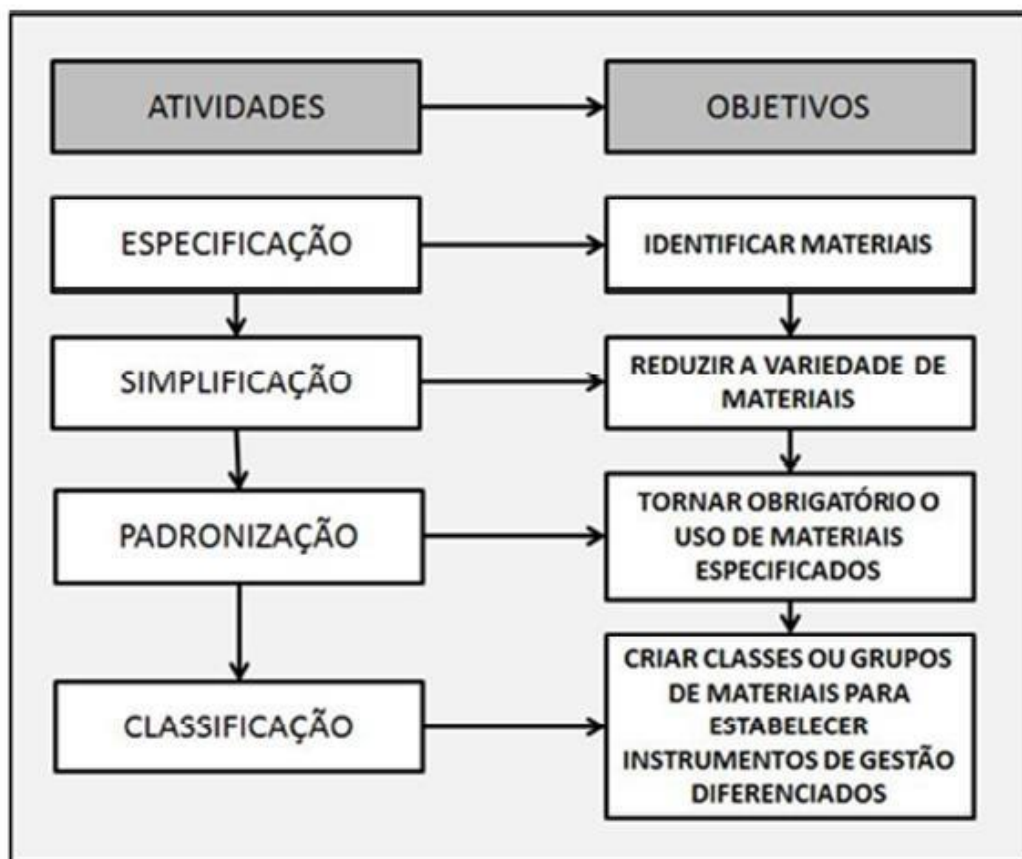 ATIVIDADES
OBJETIVOS
ESPECIFICAÇÃO
IDENTIFICAR MATERIAIS
SIMPLIFICAÇÃO
REDUZIR A VARIEDADE DE
MATERIAIS
PADRONIZAÇÃO
TORNAR OBRIGATÓRIO O
USO DE MATERIAIS
ESPECIFICADOS
CLASSIFICAÇÃO
CRIAR CLASSES OU GRUPOS
DE MATERIAIS PARA
ESTABELECER
INSTRUMENTOS DE GESTÃO
DIFERENCIADOS